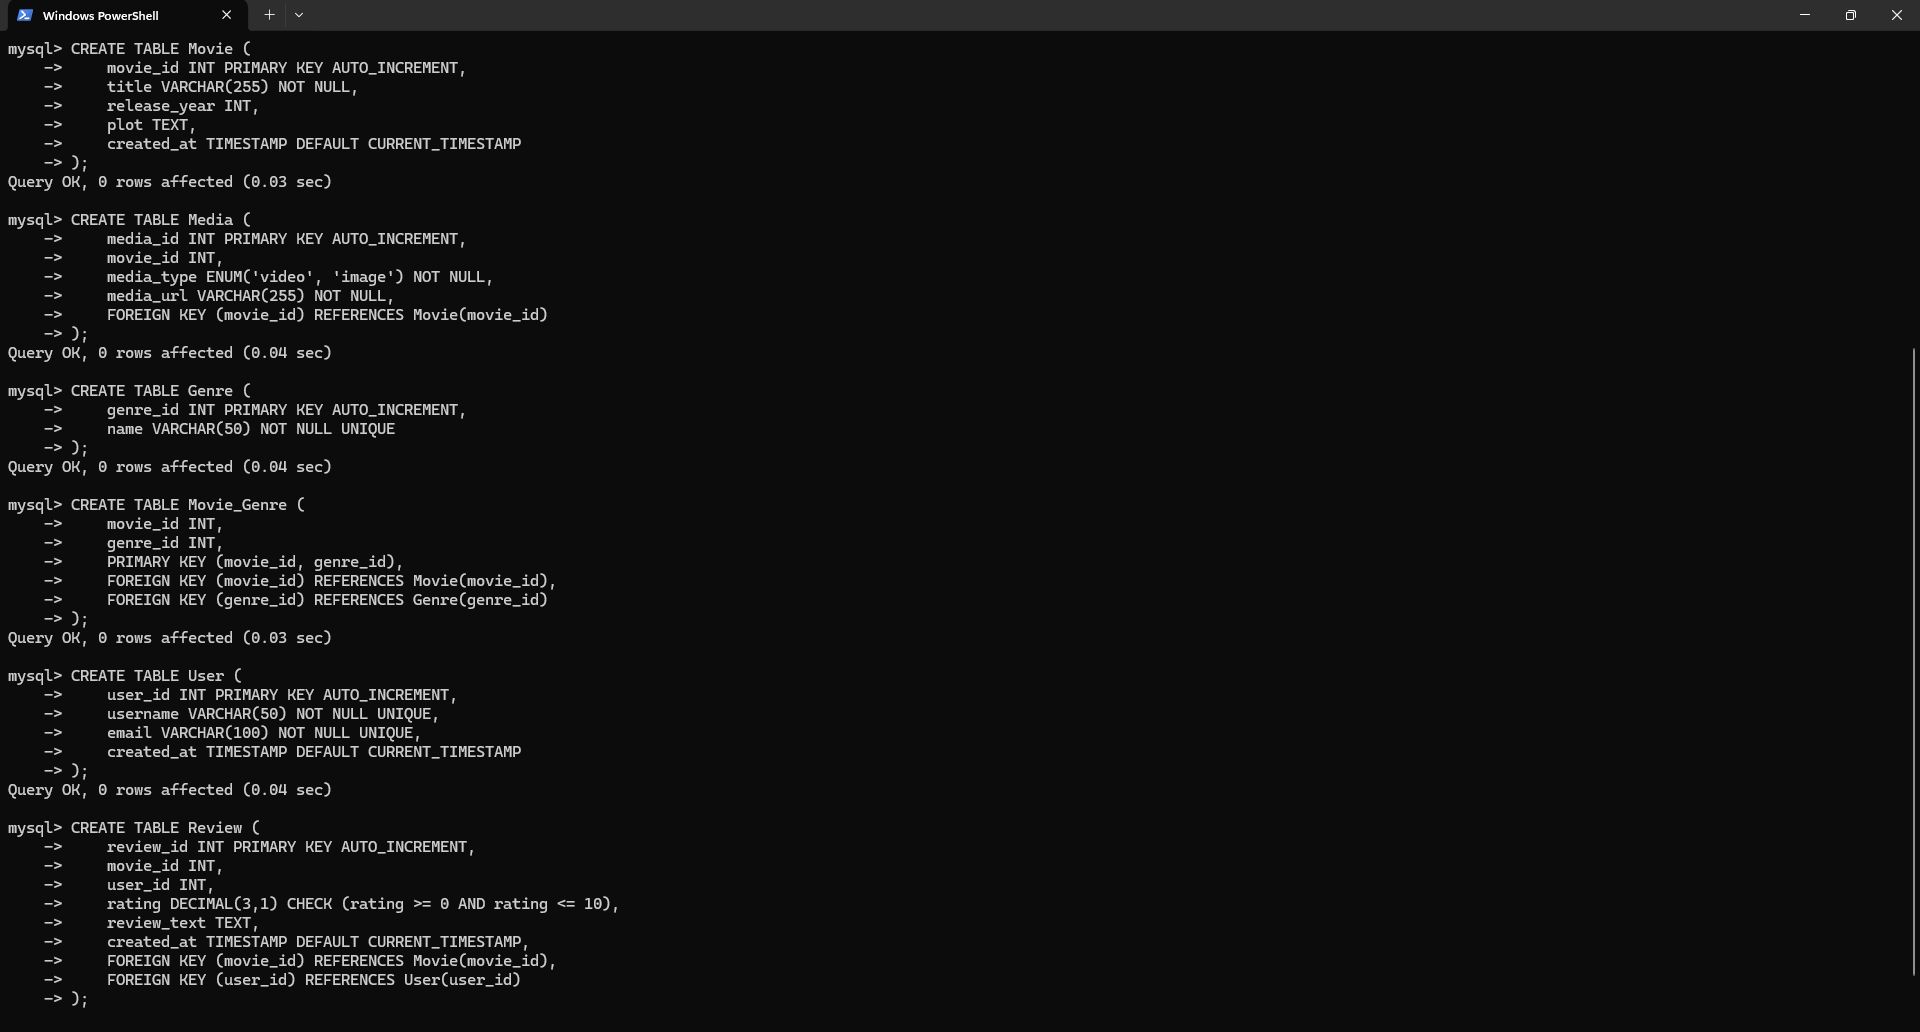 Windows PowerShell
mysql> CREATE TABLE Movie (
    ->     movie_id INT PRIMARY KEY AUTO_INCREMENT,
    ->     title VARCHAR(255) NOT NULL,
    ->     release_year INT,
    ->     plot TEXT,
    ->     created_at TIMESTAMP DEFAULT CURRENT_TIMESTAMP
    -> );
Query OK, 0 rows affected (0.03 sec)
mysql> CREATE TABLE Media (
    ->     media_id INT PRIMARY KEY AUTO_INCREMENT,
    ->     movie_id INT,
    ->     media_type ENUM('video', 'image') NOT NULL,
    ->     media_url VARCHAR(255) NOT NULL,
    ->     FOREIGN KEY (movie_id) REFERENCES Movie(movie_id)
    -> );
Query OK, 0 rows affected (0.04 sec)
mysql> CREATE TABLE Genre (
    ->     genre_id INT PRIMARY KEY AUTO_INCREMENT,
    ->     name VARCHAR(50) NOT NULL UNIQUE
    -> );
Query OK, 0 rows affected (0.04 sec)
mysql> CREATE TABLE Movie_Genre (
    ->     movie_id INT,
    ->     genre_id INT,
    ->     PRIMARY KEY (movie_id, genre_id),
    ->     FOREIGN KEY (movie_id) REFERENCES Movie(movie_id),
    ->     FOREIGN KEY (genre_id) REFERENCES Genre(genre_id)
    -> );
Query OK, 0 rows affected (0.03 sec)
mysql> CREATE TABLE User (
    ->     user_id INT PRIMARY KEY AUTO_INCREMENT,
    ->     username VARCHAR(50) NOT NULL UNIQUE,
    ->     email VARCHAR(100) NOT NULL UNIQUE,
    ->     created_at TIMESTAMP DEFAULT CURRENT_TIMESTAMP
    -> );
Query OK, 0 rows affected (0.04 sec)
mysql> CREATE TABLE Review (
    ->     review_id INT PRIMARY KEY AUTO_INCREMENT,
    ->     movie_id INT,
    ->     user_id INT,
    ->     rating DECIMAL(3,1) CHECK (rating >= 0 AND rating <= 10),
    ->     review_text TEXT,
    ->     created_at TIMESTAMP DEFAULT CURRENT_TIMESTAMP,
    ->     FOREIGN KEY (movie_id) REFERENCES Movie(movie_id),
    ->     FOREIGN KEY (user_id) REFERENCES User(user_id)
    -> );